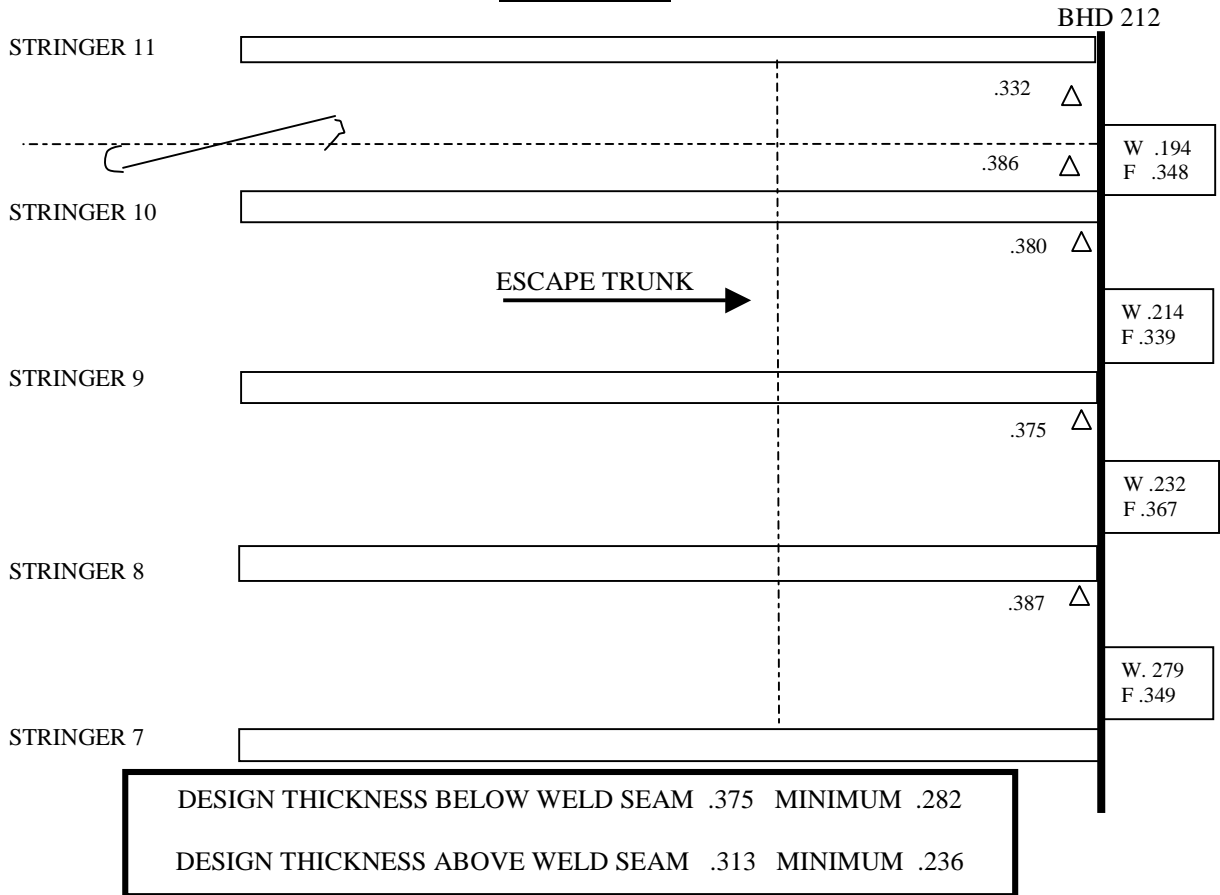 BHD 212
STRINGER 11
.332
W .194
F .348
.386
STRINGER 10
.380
ESCAPE TRUNK
W .214
F .339
STRINGER 9
.375
W .232
F .367
STRINGER 8
.387
W. 279
F .349
STRINGER 7
DESIGN THICKNESS BELOW WELD SEAM .375 MINIMUM .282
DESIGN THICKNESS ABOVE WELD SEAM .313 MINIMUM .236